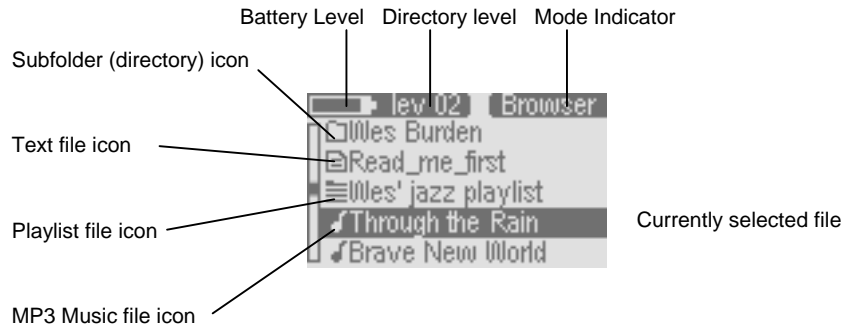 Battery Level Directory level Mode Indicator
Subfolder (directory) icon
lev 02 Browser
Wes Burden
Text file icon
Read_me_first
Wes' jazz playlist
Playlist file icon
Through the Rain
Currently selected file
Brave New World
MP3 Music file icon